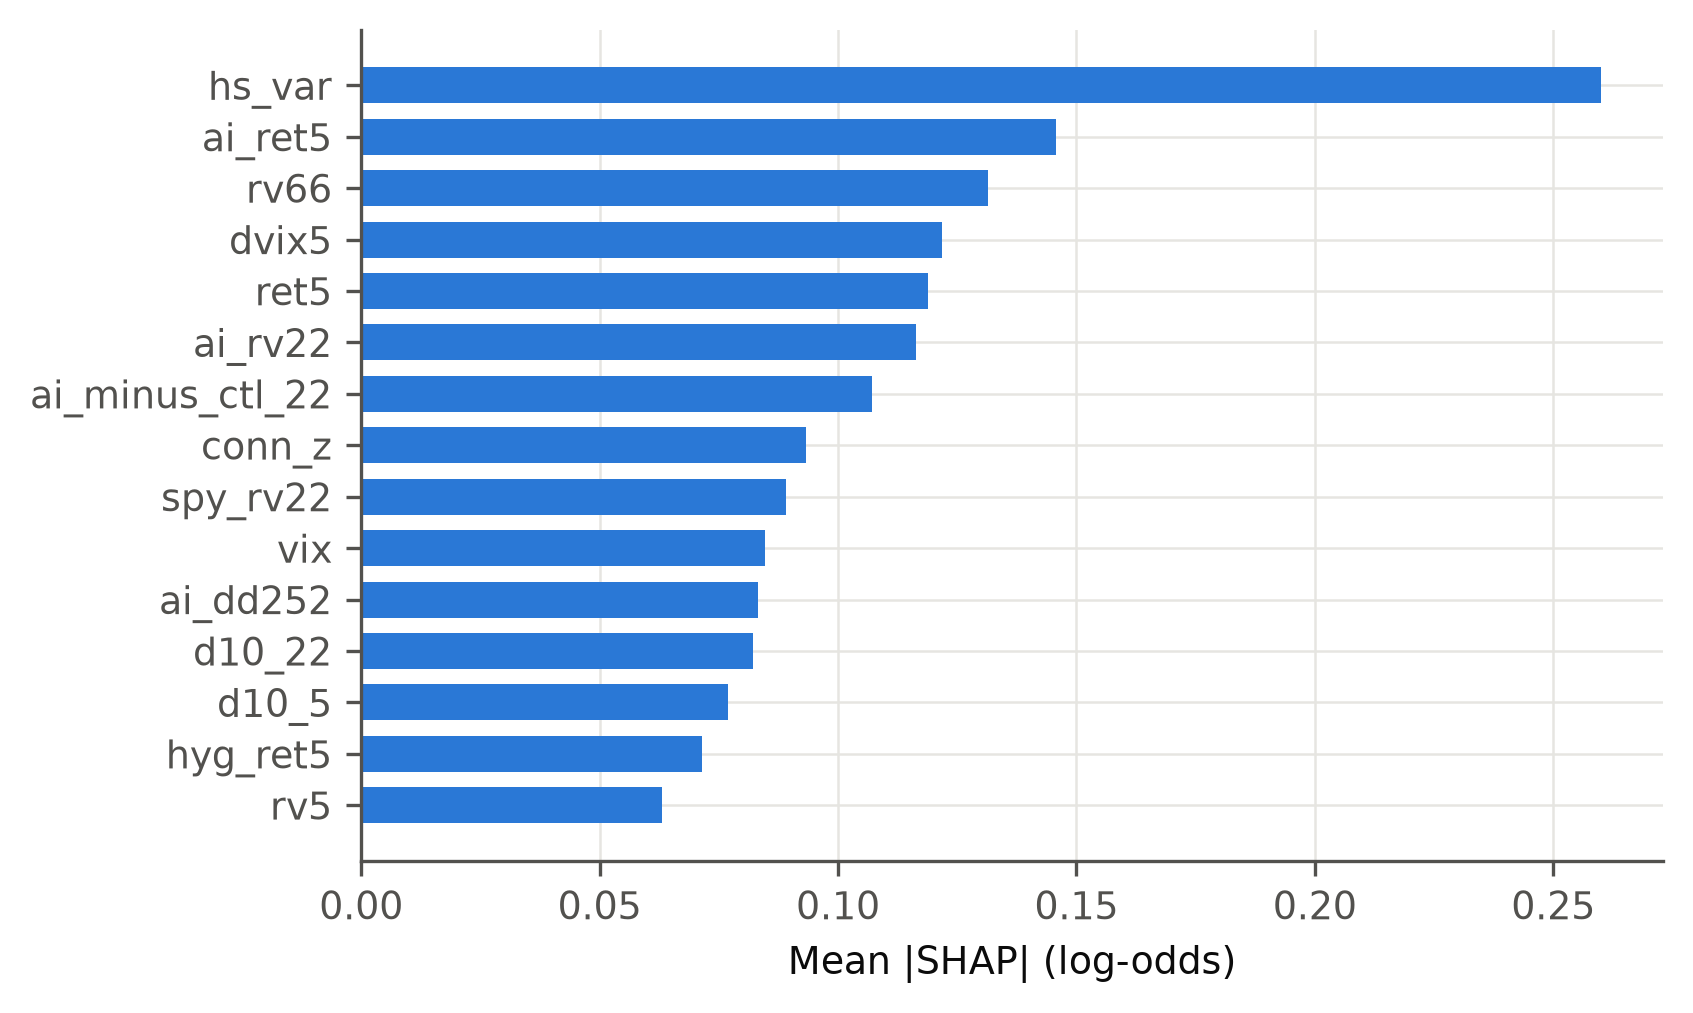 hs_var
ai_ret5
rv66
dvix5
ret5
ai_rv22
ai_minus_ctl_22
conn_z
spy_rv22
vix
ai_dd252
d10_22
d10_5
hyg_ret5
rv5
0.00 0.05 0.10 0.15 0.20 0.25
Mean |SHAP| (log-odds)